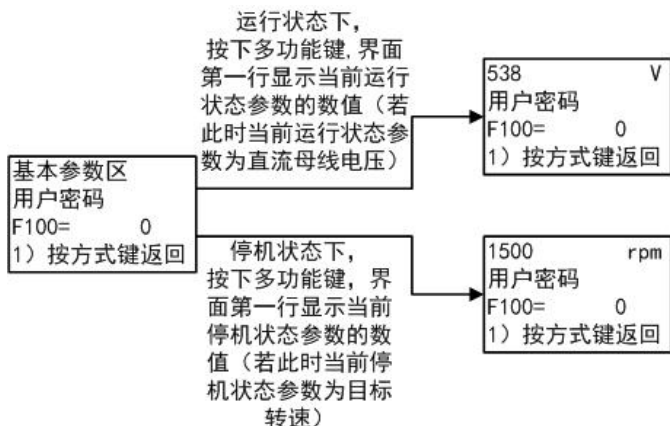 运行状态下，
按下多功能键,界面
第一行显示当前运行
状态参数的数值（若
此时当前运行状态参
数为直流母线电压）
538 V
用户密码
F100= 0
1）按方式键返回
基本参数区
用户密码
F100= 0
1）按方式键返回
停机状态下，
按下多功能键，界
面第一行显示当前
停机状态参数的数
值（若此时当前停
机状态参数为目标
转速）
1500 rpm
用户密码
F100= 0
1）按方式键返回